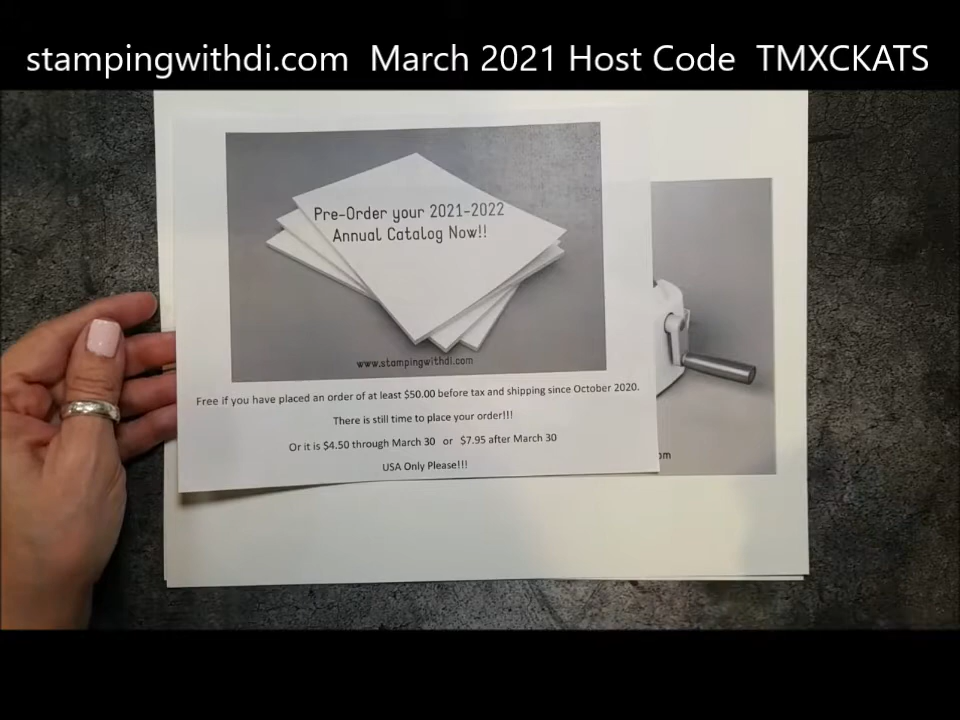 stampingwithdi.com March 2021 Host Code TMXCKATS
Pre-Order your 2021-2022
Annual Catalog Now!!
www.stampingwithdi.com
Free if you have placed an order of at least $50.00 before tax and shipping since October 2020.
There is still time to place your order!!!
Or it is $4.50 through March 30 or $7.95 after March 30
USA Only Please!!!
om